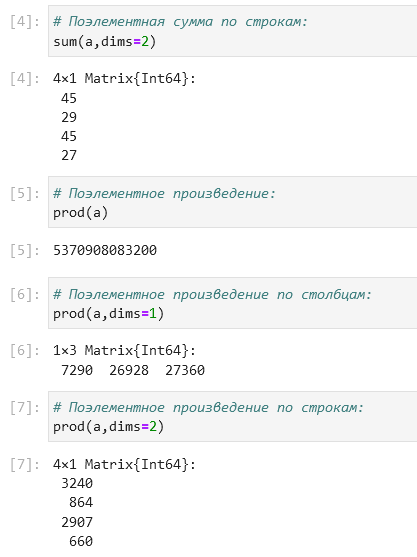 [4]: # Поэлементная сумма по строкам:
sum(a,dims=2)
[4]: 4×1 Matrix{Int64}:
45
29
45
27
[5]: # Поэлементное произведение:
prod(a)
[5]: 5370908083200
[6]: # Поэлементное произведение по столбцам:
prod(a,dims=1)
[6]: 1×3 Matrix{Int64}:
7290 26928 27360
[7]: # Поэлементное произведение по строкам:
prod(a,dims=2)
[7]: 4×1 Matrix{Int64}:
3240
864
2907
660